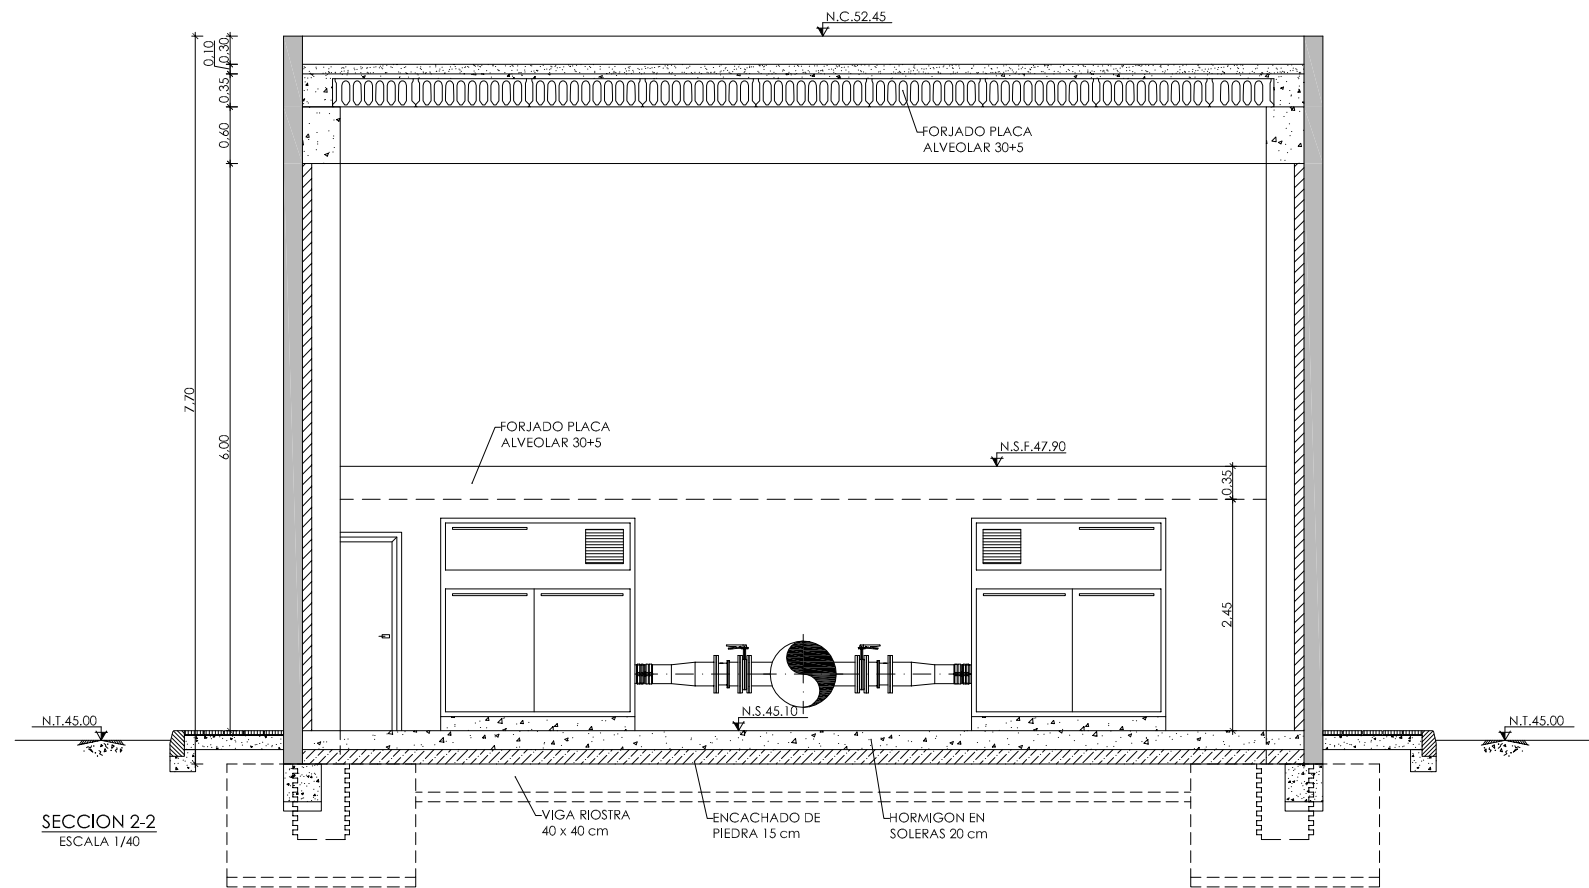 N.C.52.45
0.10
0.30
0.35
0.60
FORJADO PLACA
ALVEOLAR 30+5
7.70
6.00
FORJADO PLACA
ALVEOLAR 30+5
N.S.F.47.90
0.35
2.45
N.T.45.00
N.S.45.10
N.T.45.00
VIGA RIOSTRA
40 x 40 cm
ENCACHADO DE
PIEDRA 15 cm
HORMIGON EN
SOLERAS 20 cm
SECCION 2-2
ESCALA 1/40